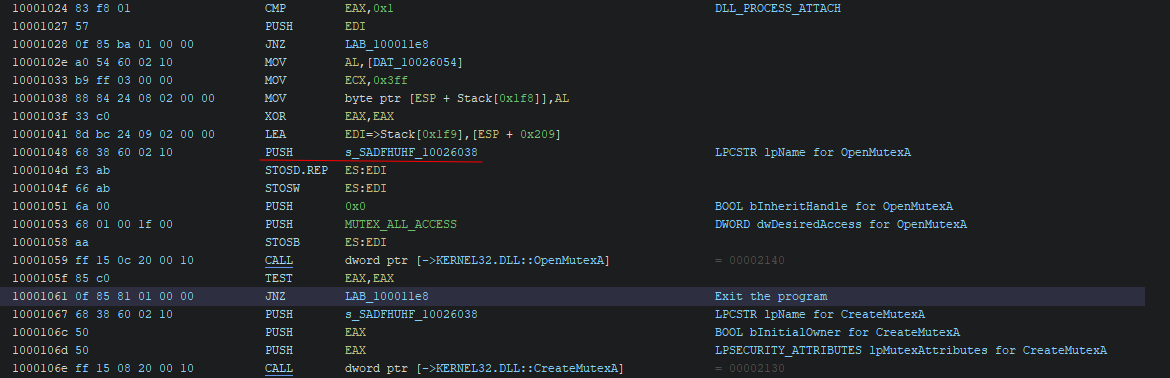 10001024 83 f8 01 CMP EAX,0x1 DLL_PROCESS_ATTACH
10001027 57 PUSH EDI
10001028 0f 85 ba 01 00 00 JNZ LAB_100011e8
1000102e a0 54 60 02 10 MOV AL,[DAT_10026054]
10001033 b9 ff 03 00 00 MOV ECX,0x3ff
10001038 88 84 24 08 02 00 00 MOV byte ptr [ESP + Stack[0x1f8]],AL
1000103f 33 c0 XOR EAX,EAX
10001041 8d bc 24 09 02 00 00 LEA EDI=>Stack[0x1f9],[ESP + 0x209]
10001048 68 38 60 02 10 PUSH s_SADFHUHF_10026038 LPCSTR lpName for OpenMutexA
1000104d f3 ab STOSD.REP ES:EDI
1000104f 66 ab STOSW ES:EDI
10001051 6a 00 PUSH 0x0 BOOL bInheritHandle for OpenMutexA
10001053 68 01 00 1f 00 PUSH MUTEX_ALL_ACCESS DWORD dwDesiredAccess for OpenMutexA
10001058 aa STOSB ES:EDI
10001059 ff 15 0c 20 00 10 CALL dword ptr [->KERNEL32.DLL::OpenMutexA] = 00002140
1000105f 85 c0 TEST EAX,EAX
10001061 0f 85 81 01 00 00 JNZ LAB_100011e8 Exit the program
10001067 68 38 60 02 10 PUSH s_SADFHUHF_10026038 LPCSTR lpName for CreateMutexA
1000106c 50 PUSH EAX BOOL bInitialOwner for CreateMutexA
1000106d 50 PUSH EAX LPSECURITY_ATTRIBUTES lpMutexAttributes for CreateMutexA
1000106e ff 15 08 20 00 10 CALL dword ptr [->KERNEL32.DLL::CreateMutexA] = 00002130